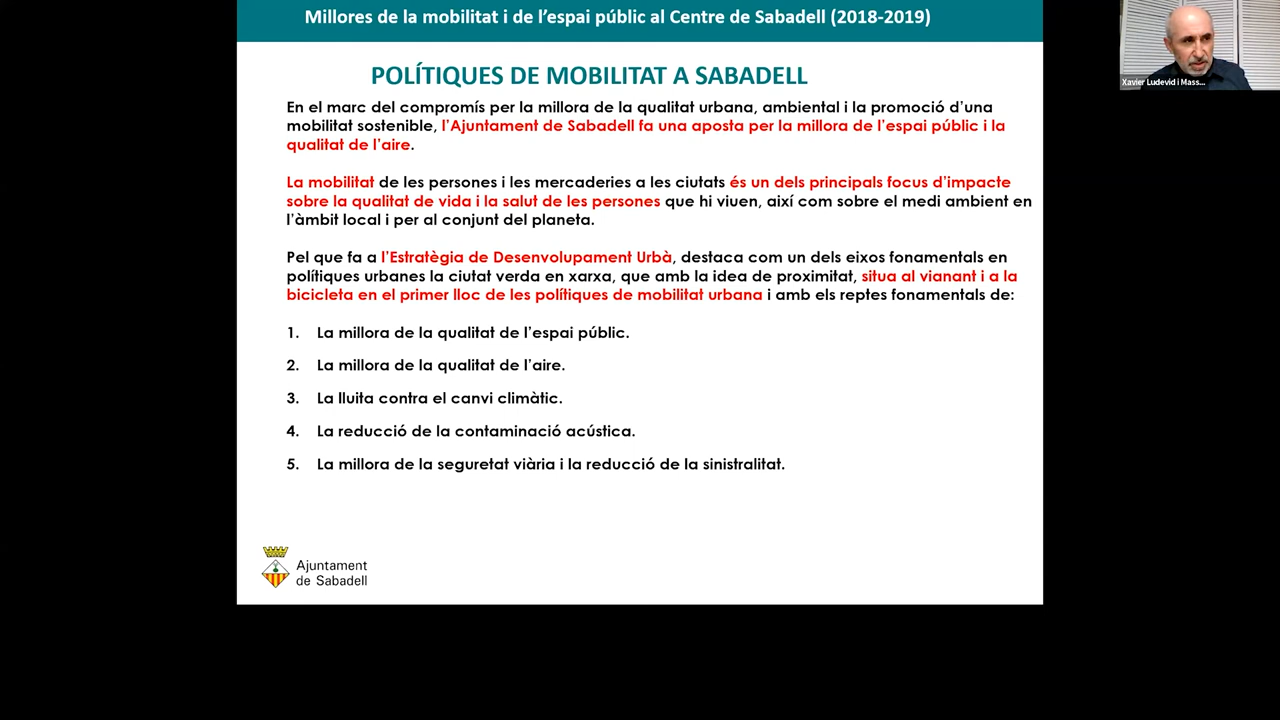 Millores de la mobilitat i de l’espai públic al Centre de Sabadell (2018-2019)
Xavier Ludevid i Mass...
POLÍTIQUES DE MOBILITAT A SABADELL
En el marc del compromís per la millora de la qualitat urbana, ambiental i la promoció d’una
mobilitat sostenible, l’Ajuntament de Sabadell fa una aposta per la millora de l’espai públic i la
qualitat de l’aire.
La mobilitat de les persones i les mercaderies a les ciutats és un dels principals focus d’impacte
sobre la qualitat de vida i la salut de les persones que hi viuen, així com sobre el medi ambient en
l’àmbit local i per al conjunt del planeta.
Pel que fa a l’Estratègia de Desenvolupament Urbà, destaca com un dels eixos fonamentals en
polítiques urbanes la ciutat verda en xarxa, que amb la idea de proximitat, situa al vianant i a la
bicicleta en el primer lloc de les polítiques de mobilitat urbana i amb els reptes fonamentals de:
1. La millora de la qualitat de l’espai públic.
2. La millora de la qualitat de l’aire.
3. La lluita contra el canvi climàtic.
4. La reducció de la contaminació acústica.
5. La millora de la seguretat viària i la reducció de la sinistralitat.
Ajuntament
de Sabadell